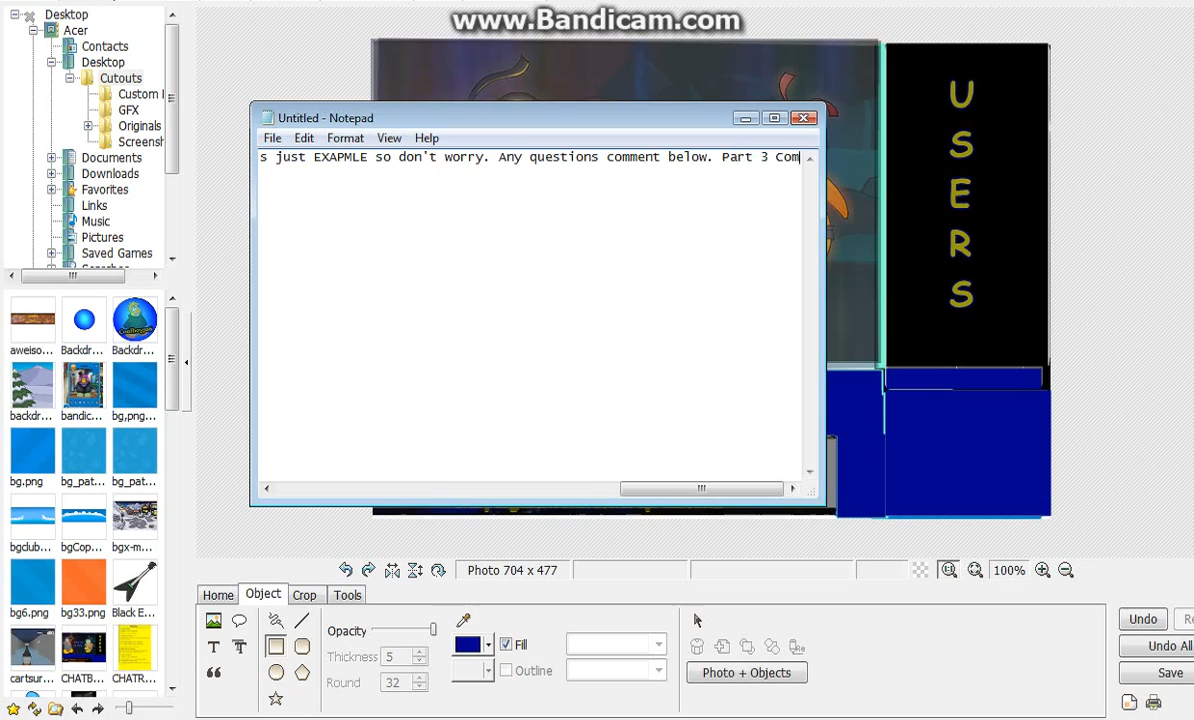 www.Bandicam.com
Desktop
Acer
Contacts
Desktop
Cutouts
Custom I
GFX
Originals
Screensh
Documents
Downloads
Favorites
Links
Music
Pictures
Saved Games
Untitled - Notepad
File Edit Format View Help
s just EXAPMLE so don't worry. Any questions comment below. Part 3 Com
U
S
E
R
S
aweiso... Backdr... Backdr...
backdr... bandic... bg,png...
bg.png bg_pat... bg_pat...
bgclub... bgCop... bgx-m...
bg6.png bg33.png Black E...
cartsur... CHATB... CHATR...
Photo 704 x 477
100%
Home Object Crop Tools
Opacity
Thickness 5
Round 32
Fill
Outline
Photo + Objects
Undo Re
Undo All
Save